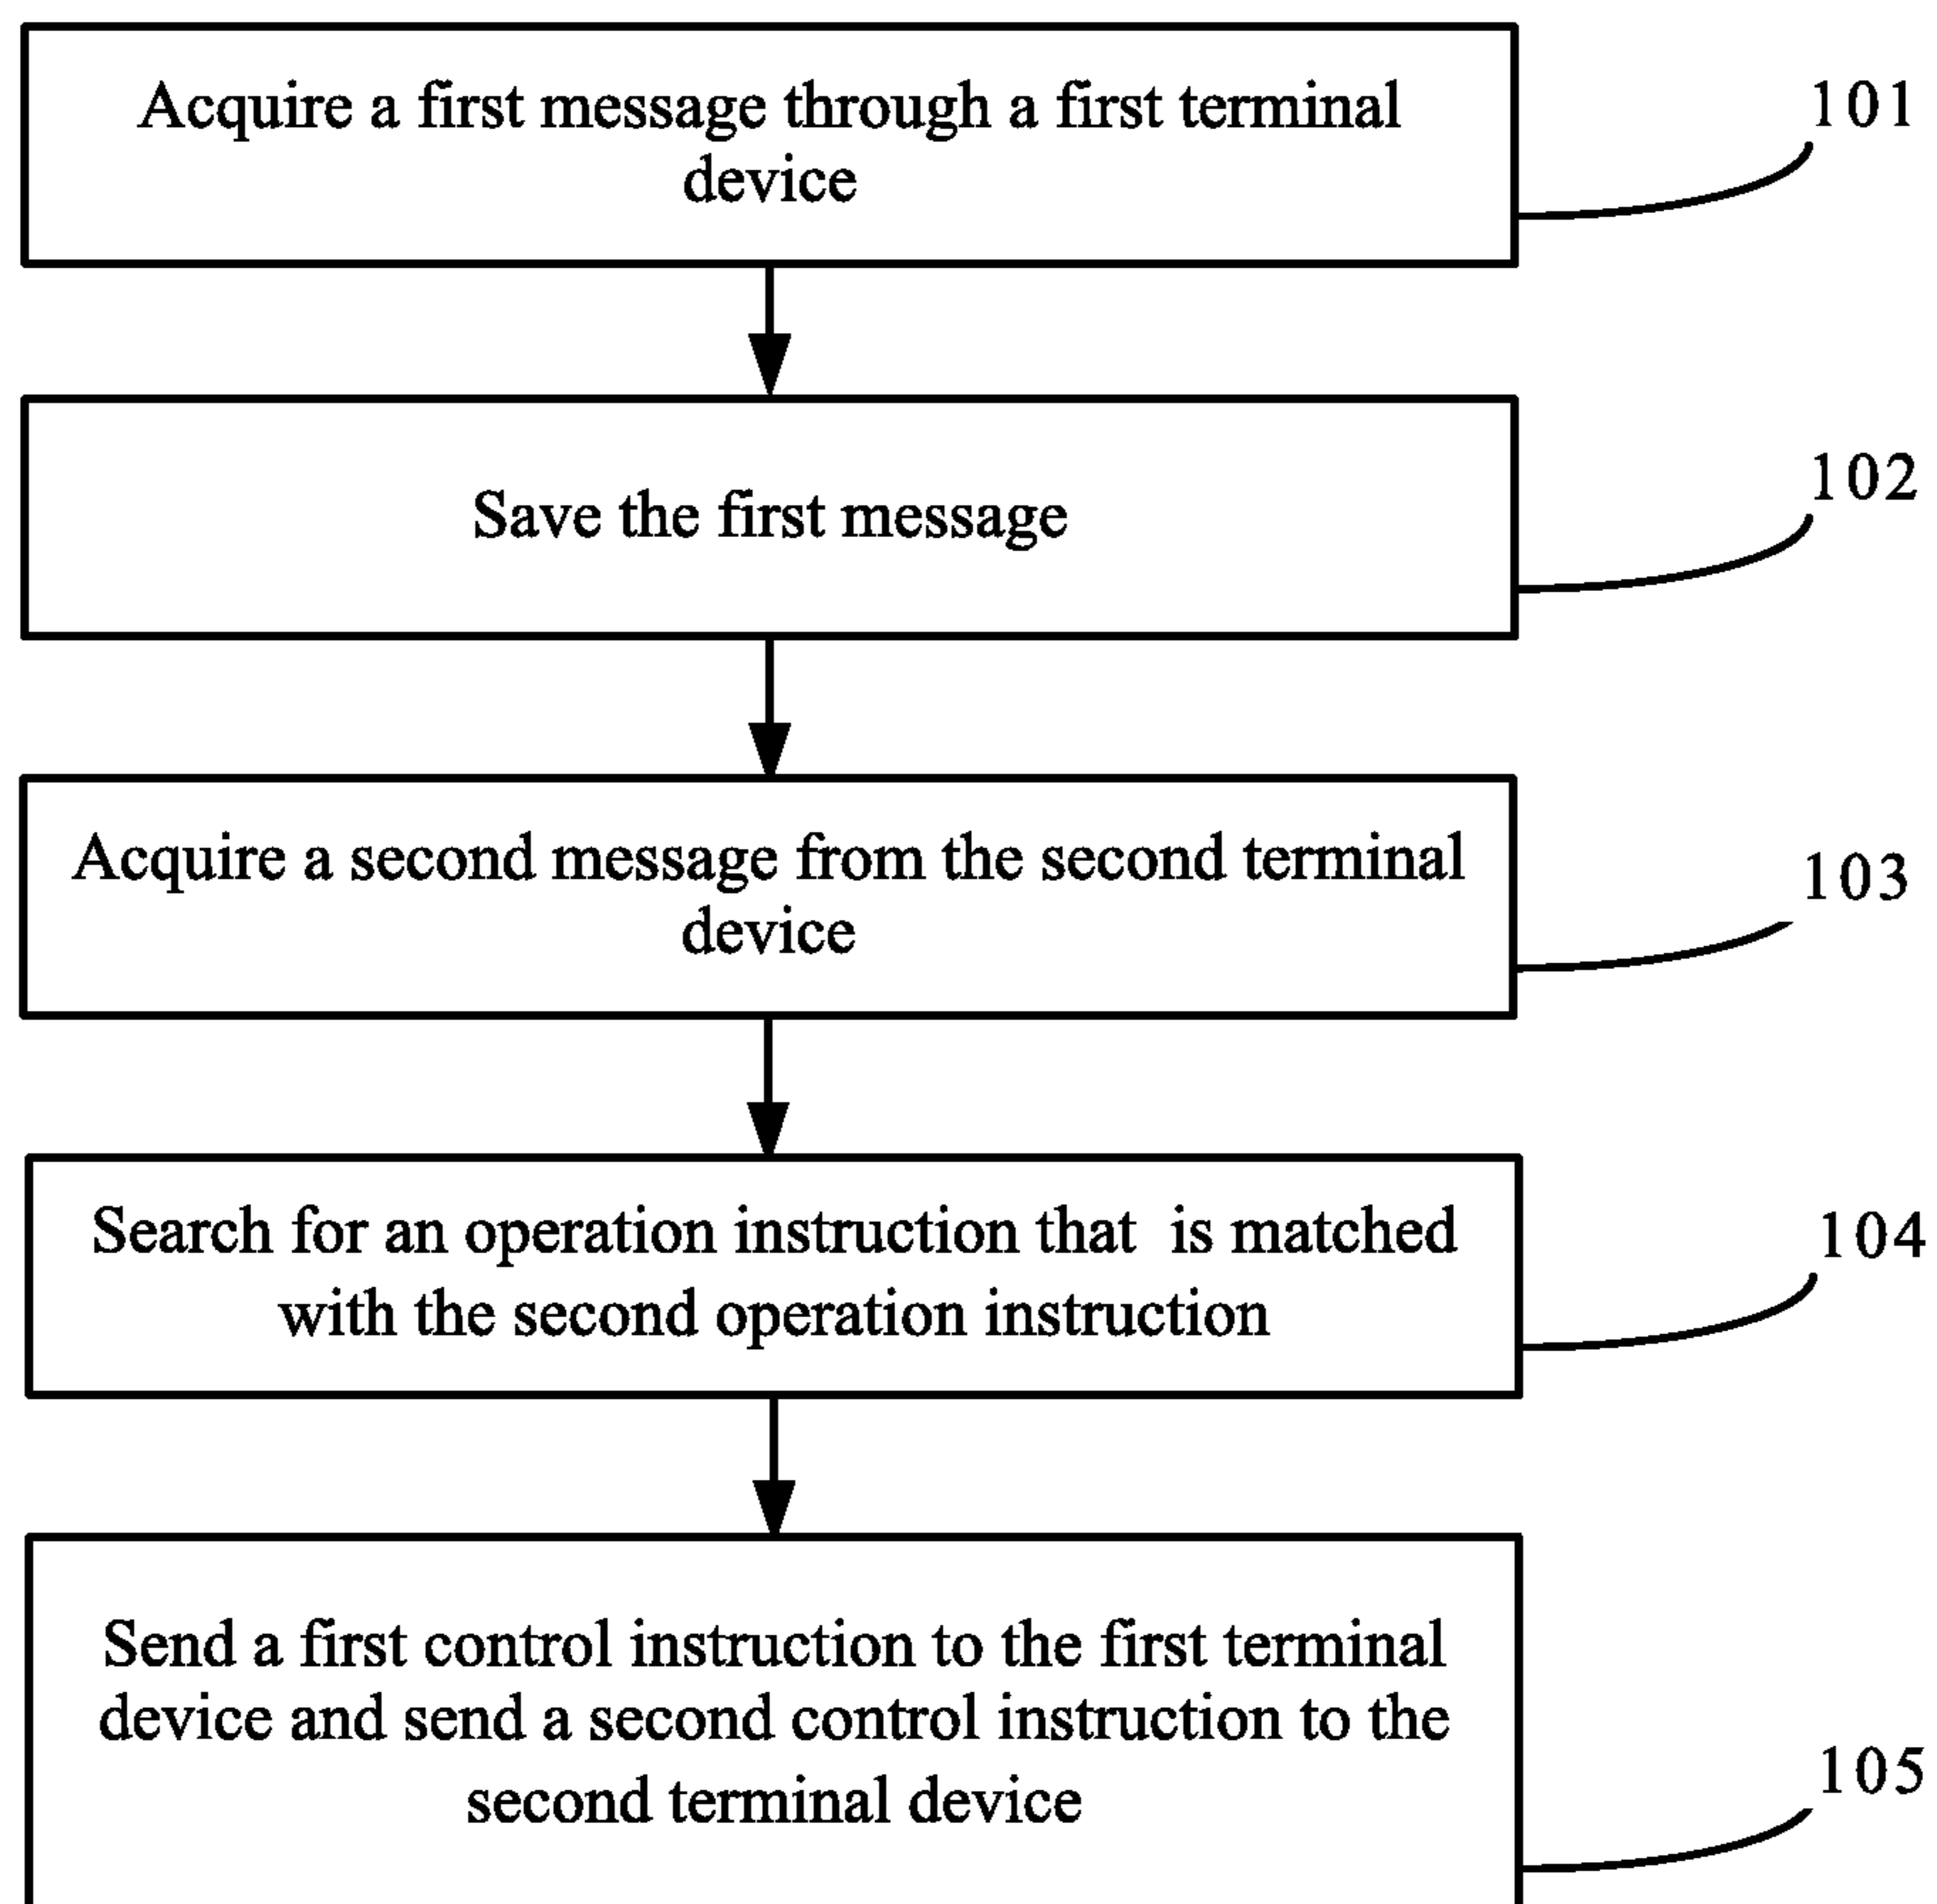 Acquire a first message through a first terminal
device
101
Save the first message
102
Acquire a second message from the second terminal
device
103
Search for an operation instruction that is matched
with the second operation instruction
104
Send a first control instruction to the first terminal
device and send a second control instruction to the
second terminal device
105